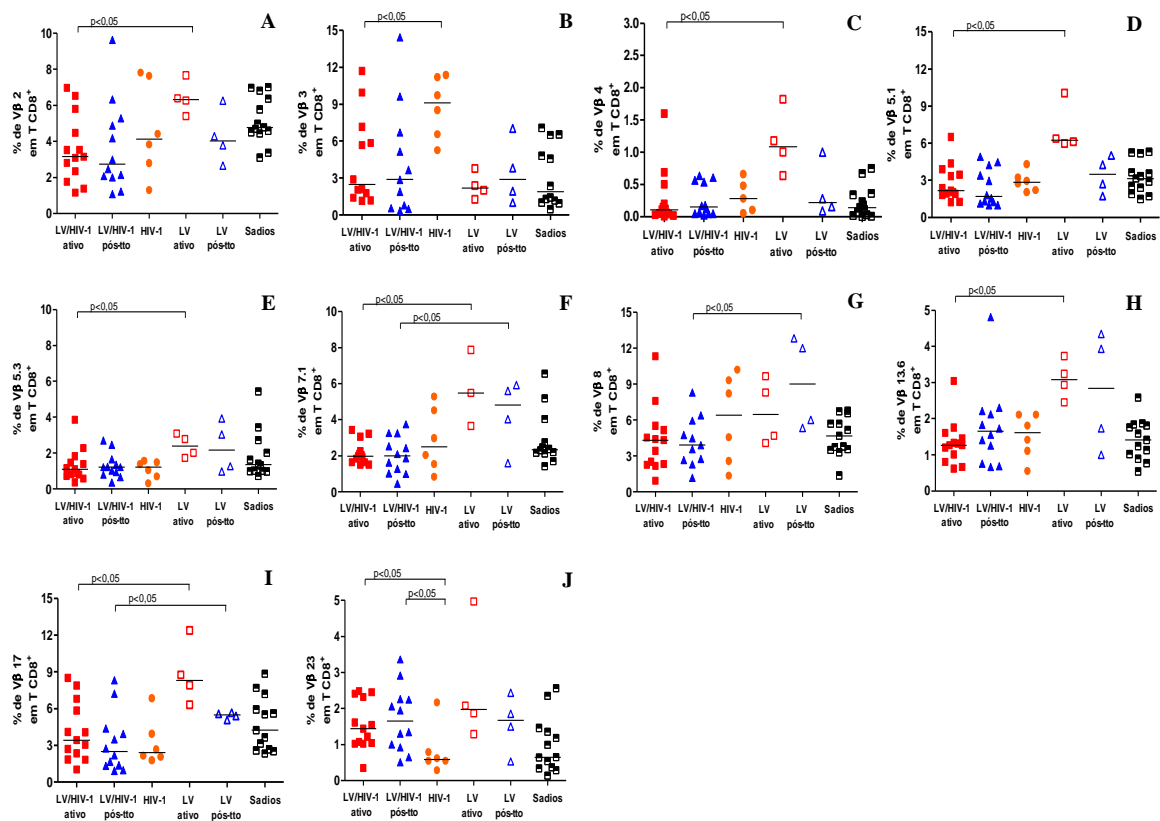 A
p<0,05
% de Vβ 2
em T CD8+
10
8
6
4
2
0
LV/HIV-1 LV/HIV-1 HIV-1 LV LV Sadios
ativo pós-tto ativo pós-tto
B
p<0,05
% de Vβ 3
em T CD8+
15
12
9
6
3
0
LV/HIV-1 LV/HIV-1 HIV-1 LV LV Sadios
ativo pós-tto ativo pós-tto
C
p<0,05
% de Vβ 4
em T CD8+
3.0
2.5
2.0
1.5
1.0
0.5
0.0
LV/HIV-1 LV/HIV-1 HIV-1 LV LV Sadios
ativo pós-tto ativo pós-tto
D
p<0,05
% de Vβ 5.1
em T CD8+
15
12
9
6
3
0
LV/HIV-1 LV/HIV-1 HIV-1 LV LV Sadios
ativo pós-tto ativo pós-tto
E
p<0,05
% de Vβ 5.3
em T CD8+
10
8
6
4
2
0
LV/HIV-1 LV/HIV-1 HIV-1 LV LV Sadios
ativo pós-tto ativo pós-tto
F
p<0,05
p<0,05
% de Vβ 7.1
em T CD8+
10
8
6
4
2
0
LV/HIV-1 LV/HIV-1 HIV-1 LV LV Sadios
ativo pós-tto ativo pós-tto
G
p<0,05
% de Vβ 8
em T CD8+
15
12
9
6
3
0
LV/HIV-1 LV/HIV-1 HIV-1 LV LV Sadios
ativo pós-tto ativo pós-tto
H
p<0,05
% de Vβ 13.6
em T CD8+
5
4
3
2
1
0
LV/HIV-1 LV/HIV-1 HIV-1 LV LV Sadios
ativo pós-tto ativo pós-tto
I
p<0,05
p<0,05
% de Vβ 17
em T CD8+
15
12
9
6
3
0
LV/HIV-1 LV/HIV-1 HIV-1 LV LV Sadios
ativo pós-tto ativo pós-tto
J
p<0,05
p<0,05
% de Vβ 23
em T CD8+
5
4
3
2
1
0
LV/HIV-1 LV/HIV-1 HIV-1 LV LV Sadios
ativo pós-tto ativo pós-tto